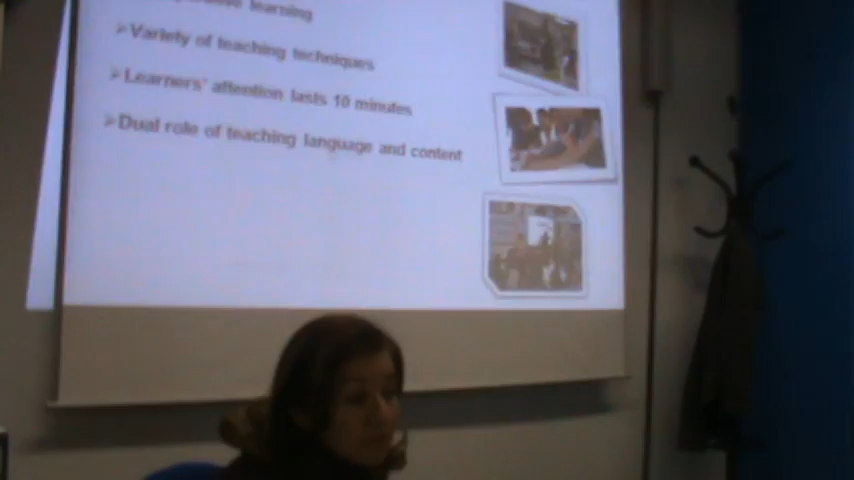 learning
➢Variety of teaching techniques
➢Learners' attention lasts 10 minutes
➢Dual role of teaching language and content